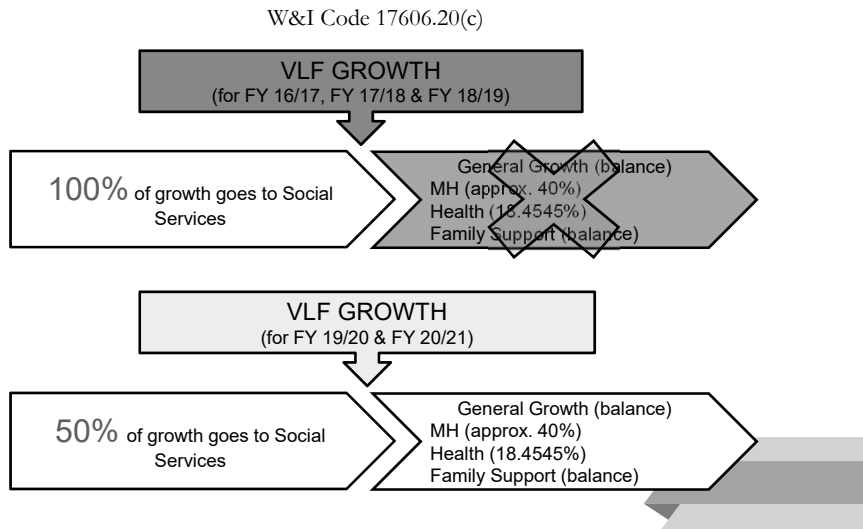 W&I Code 17606.20(c)
VLF GROWTH
(for FY 16/17, FY 17/18 & FY 18/19)
100% of growth goes to Social
Services
General Growth (balance)
MH (approx. 40%)
Health (18.4545%)
Family Support (balance)
VLF GROWTH
(for FY 19/20 & FY 20/21)
50% of growth goes to Social
Services
General Growth (balance)
MH (approx. 40%)
Health (18.4545%)
Family Support (balance)